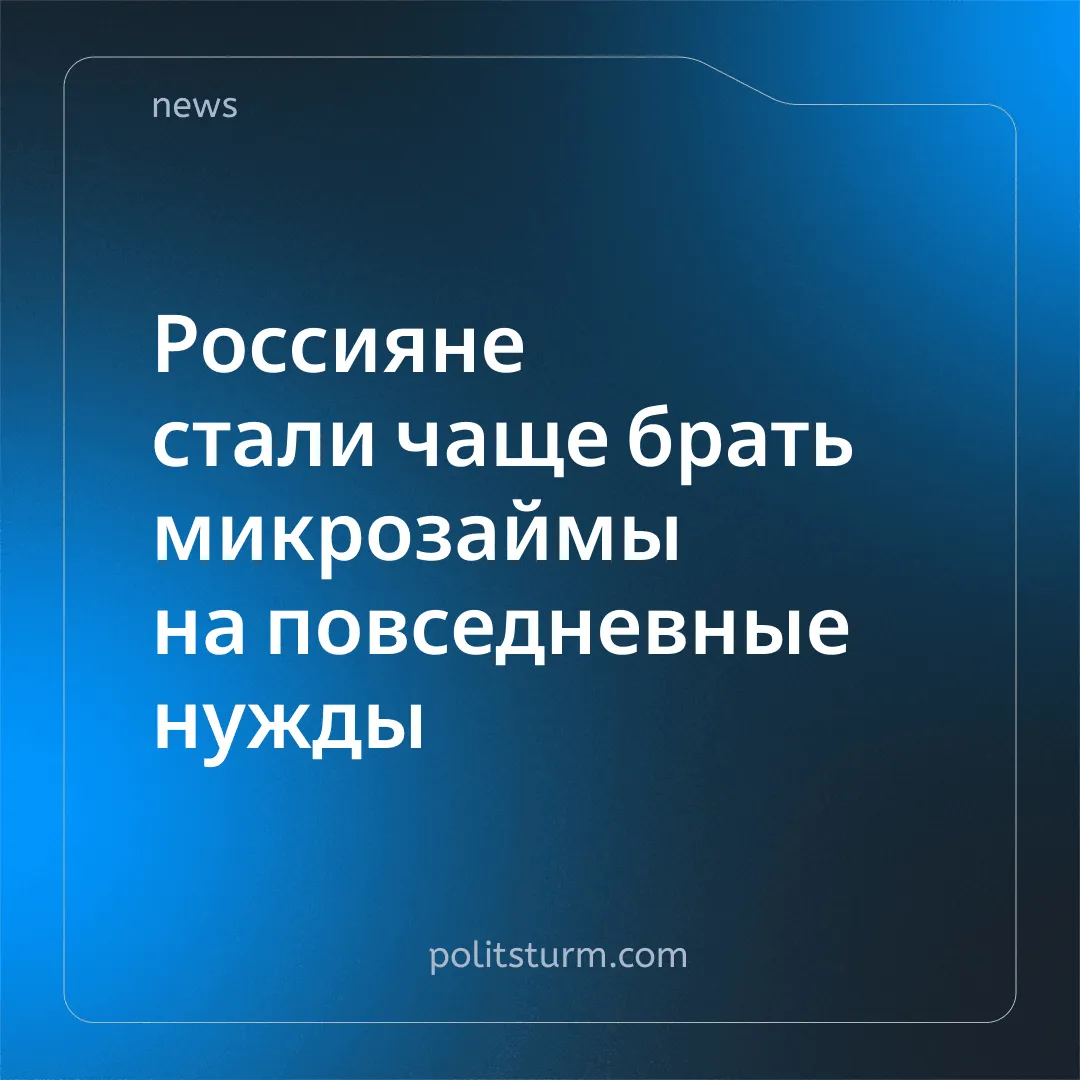 news
Россияне
стали чаще брать
микрозаймы
на повседневные
нужды
politsturm.com